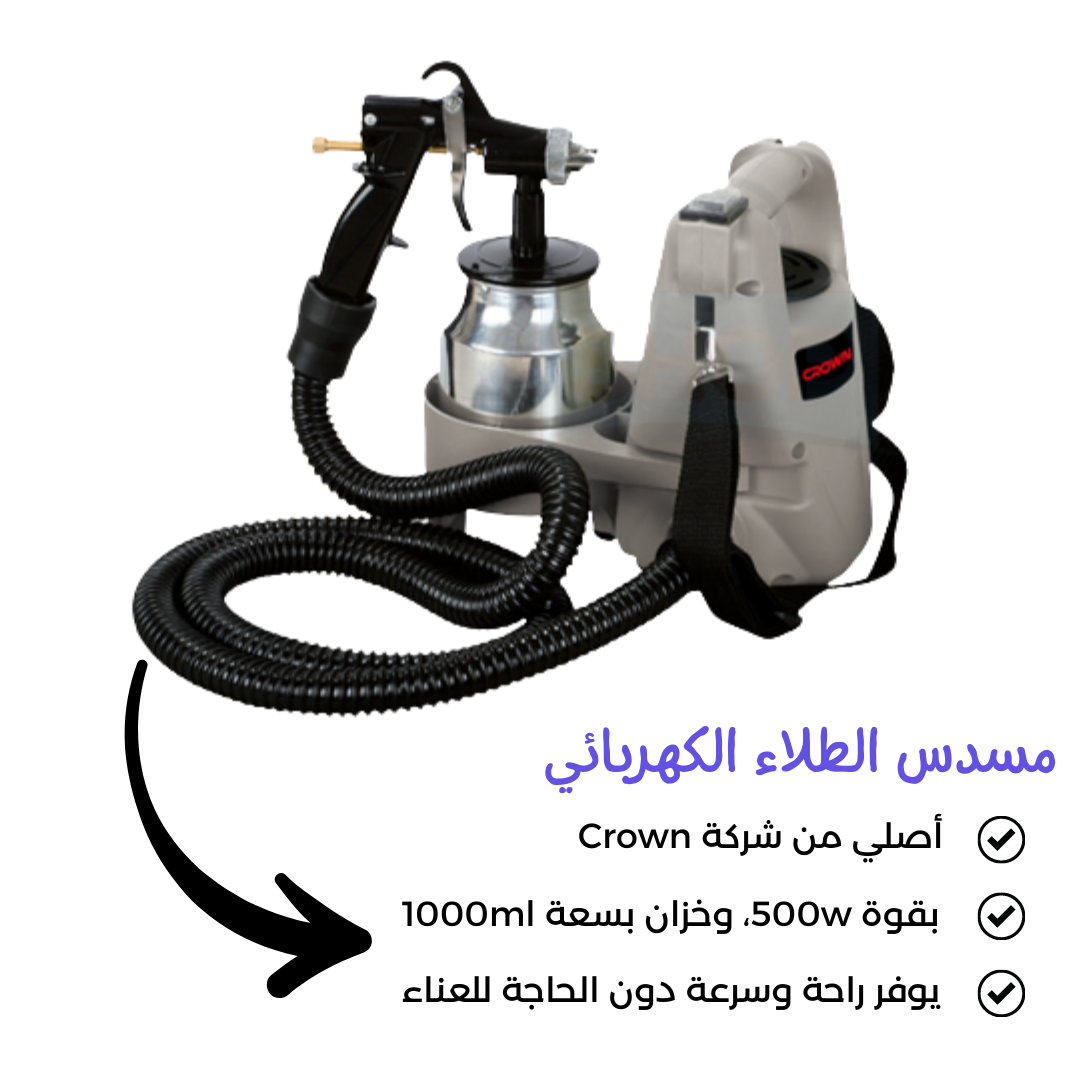 CROWN
مسدس الطلاء الكهربائي
أصلي من شركة Crown
بقوة 500w، وخزان بسعة 1000ml
يوفر راحة وسرعة دون الحاجة للعناء